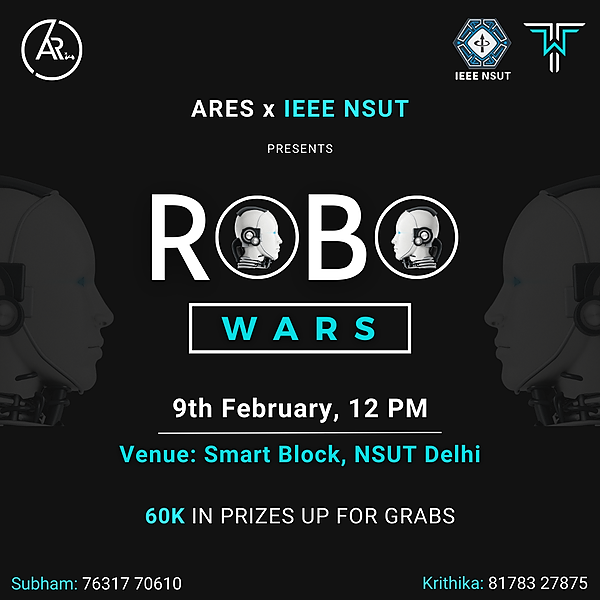 IEEE NSUT
ARES x IEEE NSUT
PRESENTS
ROBO
WARS
9th February, 12 PM
Venue: Smart Block, NSUT Delhi
60K IN PRIZES UP FOR GRABS
Subham: 76317 70610
Krithika: 81783 27875